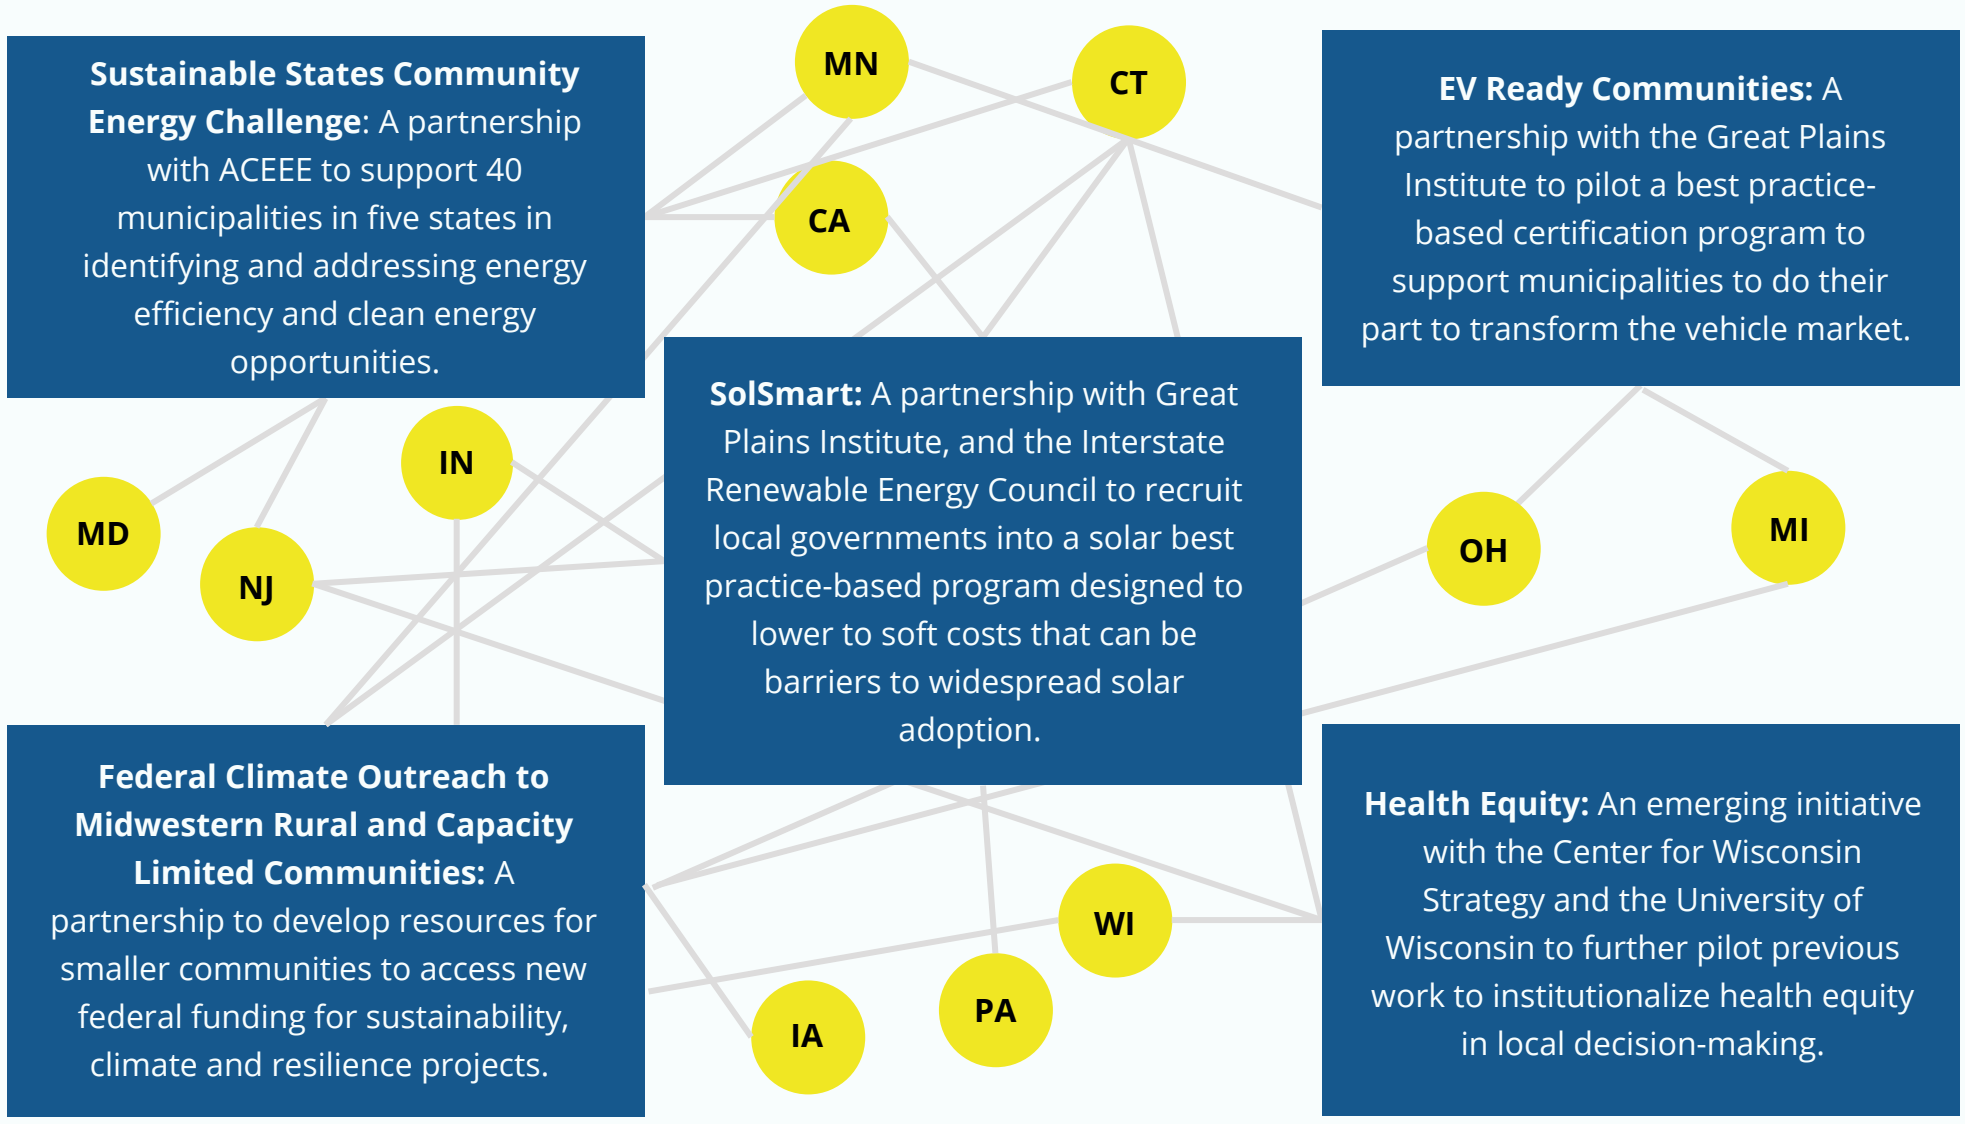 Sustainable States Community
Energy Challenge: A partnership
with ACEEE to support 40
municipalities in five states in
identifying and addressing energy
efficiency and clean energy
opportunities.
MN
CT
CA
EV Ready Communities: A
partnership with the Great Plains
Institute to pilot a best practice-
based certification program to
support municipalities to do their
part to transform the vehicle market.
MD
NJ
IN
SolSmart: A partnership with Great
Plains Institute, and the Interstate
Renewable Energy Council to recruit
local governments into a solar best
practice-based program designed to
lower to soft costs that can be
barriers to widespread solar
adoption.
OH
MI
Federal Climate Outreach to
Midwestern Rural and Capacity
Limited Communities: A
partnership to develop resources for
smaller communities to access new
federal funding for sustainability,
climate and resilience projects.
IA
PA
WI
Health Equity: An emerging initiative
with the Center for Wisconsin
Strategy and the University of
Wisconsin to further pilot previous
work to institutionalize health equity
in local decision-making.